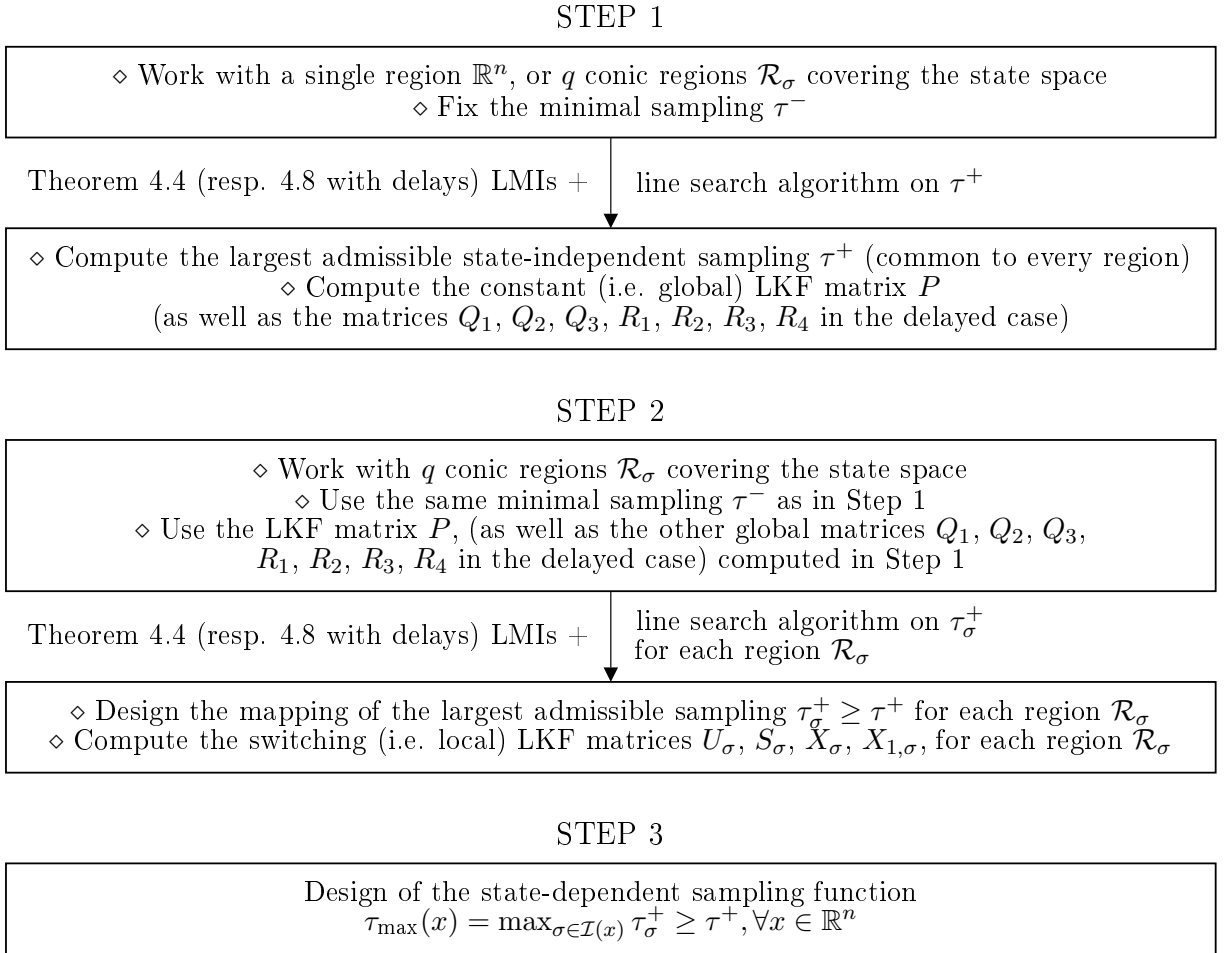 STEP 1
⋄ Work with a single region ℝⁿ, or q conic regions ℛ_σ covering the state space
⋄ Fix the minimal sampling τ⁻
Theorem 4.4 (resp. 4.8 with delays) LMIs + line search algorithm on τ⁺
⋄ Compute the largest admissible state-independent sampling τ⁺ (common to every region)
⋄ Compute the constant (i.e. global) LKF matrix P
(as well as the matrices Q₁, Q₂, Q₃, R₁, R₂, R₃, R₄ in the delayed case)
STEP 2
⋄ Work with q conic regions ℛ_σ covering the state space
⋄ Use the same minimal sampling τ⁻ as in Step 1
⋄ Use the LKF matrix P, (as well as the other global matrices Q₁, Q₂, Q₃,
R₁, R₂, R₃, R₄ in the delayed case) computed in Step 1
Theorem 4.4 (resp. 4.8 with delays) LMIs +
line search algorithm on τ_σ⁺
for each region ℛ_σ
⋄ Design the mapping of the largest admissible sampling τ_σ⁺ ≥ τ⁺ for each region ℛ_σ
⋄ Compute the switching (i.e. local) LKF matrices U_σ, S_σ, X_σ, X_{1,σ}, for each region ℛ_σ
STEP 3
Design of the state-dependent sampling function
τ_max(x) = max_{σ∈ℐ(x)} τ_σ⁺ ≥ τ⁺, ∀x ∈ ℝⁿ